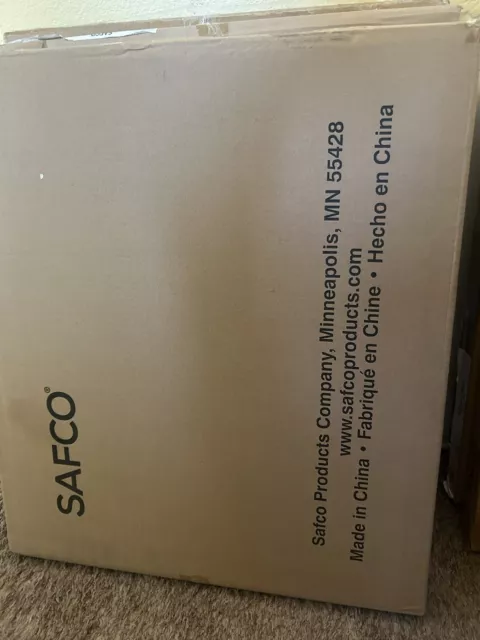 SAFCO®
Safco Products Company, Minneapolis, MN 55428
www.safcoproducts.com
Made in China • Fabriqué en Chine • Hecho en China